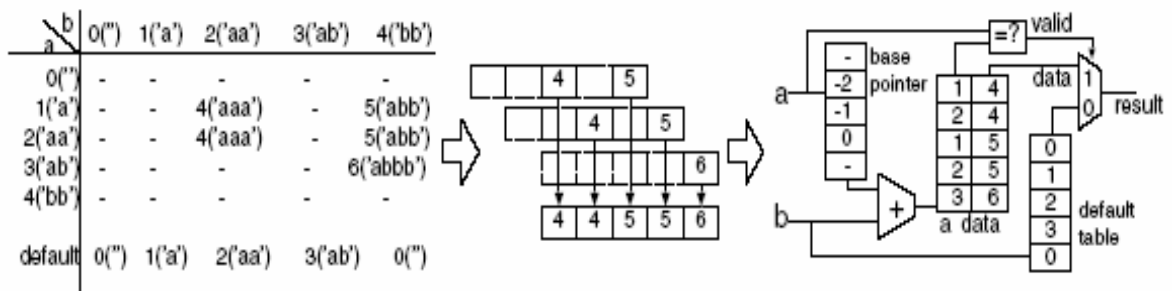 b
a
0('') 1('a') 2('aa') 3('ab') 4('bb')
0('') - - - - -
1('a') - - 4('aaa') - 5('abb')
2('aa') - - 4('aaa') - 5('abb')
3('ab') - - - - 6('abbb')
4('bb') - - - - -
default 0('') 1('a') 2('aa') 3('ab') 0('')
4 5
4 5
6
4 4 5 5 6
a
b
-
-2
-1
0
-
base
pointer
+
=?
valid
1 4
2 4
1 5
2 5
3 6
a data
data
1
0
result
0
1
2
3
0
default
table